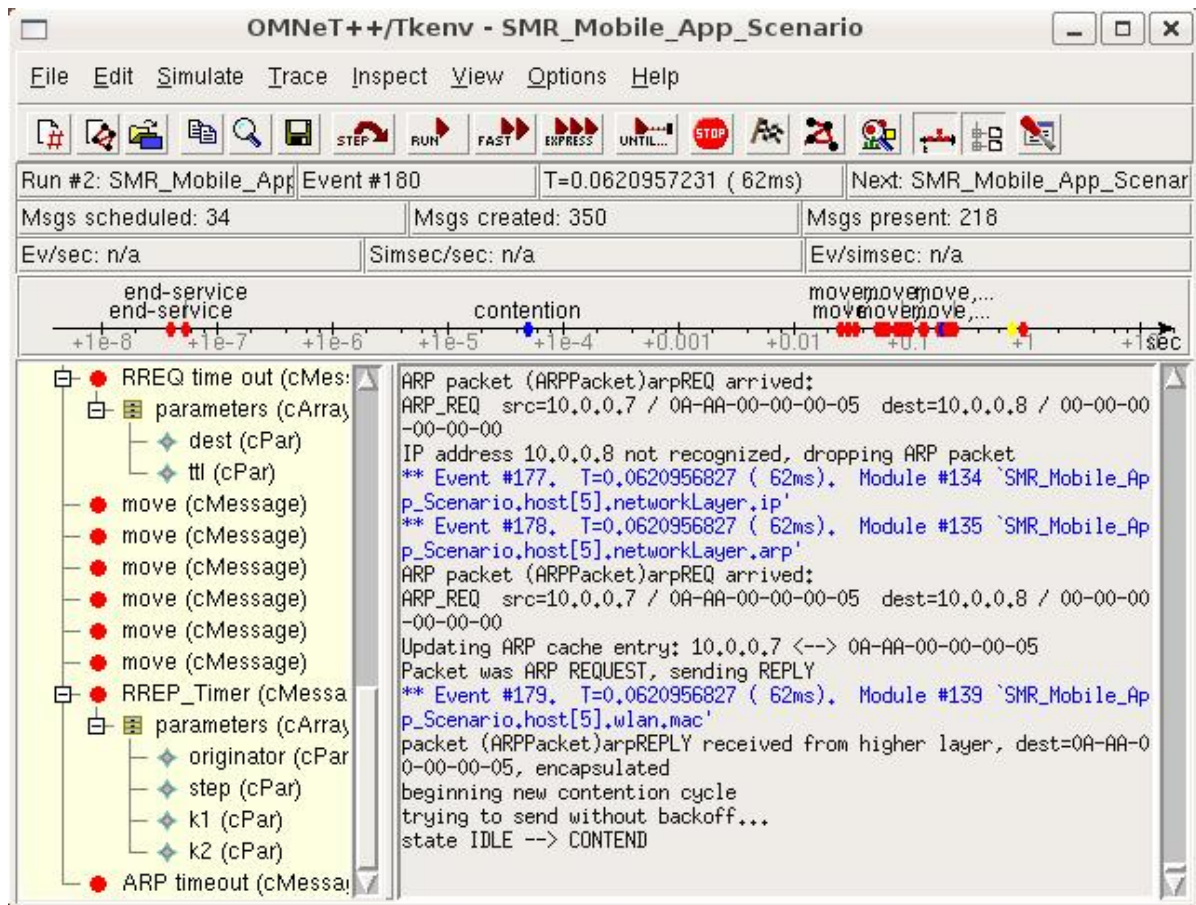 OMNeT++/Tkenv - SMR_Mobile_App_Scenario
File Edit Simulate Trace Inspect View Options Help
STEP RUN FAST EXPRESS UNTIL... STOP
Run #2: SMR_Mobile_App Event #180 T=0.0620957231 ( 62ms) Next: SMR_Mobile_App_Scenar
Msgs scheduled: 34 Msgs created: 350 Msgs present: 218
Ev/sec: n/a Simsec/sec: n/a Ev/simsec: n/a
end-service
end-service contention
+1e-8 +1e-7 +1e-6 +1e-5 +1e-4 +0.001 +0.01 +0.1 +1 sec
RREQ time out (cMes:
parameters (cArray
dest (cPar)
ttl (cPar)
move (cMessage)
move (cMessage)
move (cMessage)
move (cMessage)
move (cMessage)
move (cMessage)
RREP_Timer (cMessa
parameters (cArray
originator (cPar
step (cPar)
k1 (cPar)
k2 (cPar)
ARP timeout (cMessa
ARP packet (ARPPacket)arpREQ arrived:
ARP_REQ src=10.0.0.7 / 0A-AA-00-00-00-05 dest=10.0.0.8 / 00-00-00
-00-00-00
IP address 10.0.0.8 not recognized, dropping ARP packet
** Event #177. T=0.0620956827 ( 62ms). Module #134 `SMR_Mobile_Ap
p_Scenario.host[5].networkLayer.ip'
** Event #178. T=0.0620956827 ( 62ms). Module #135 `SMR_Mobile_Ap
p_Scenario.host[5].networkLayer.arp'
ARP packet (ARPPacket)arpREQ arrived:
ARP_REQ src=10.0.0.7 / 0A-AA-00-00-00-05 dest=10.0.0.8 / 00-00-00
-00-00-00
Updating ARP cache entry: 10.0.0.7 <--> 0A-AA-00-00-00-05
Packet was ARP REQUEST, sending REPLY
** Event #179. T=0.0620956827 ( 62ms). Module #139 `SMR_Mobile_Ap
p_Scenario.host[5].wlan.mac'
packet (ARPPacket)arpREPLY received from higher layer, dest=0A-AA-0
0-00-00-05, encapsulated
beginning new contention cycle
trying to send without backoff...
state IDLE --> CONTEND